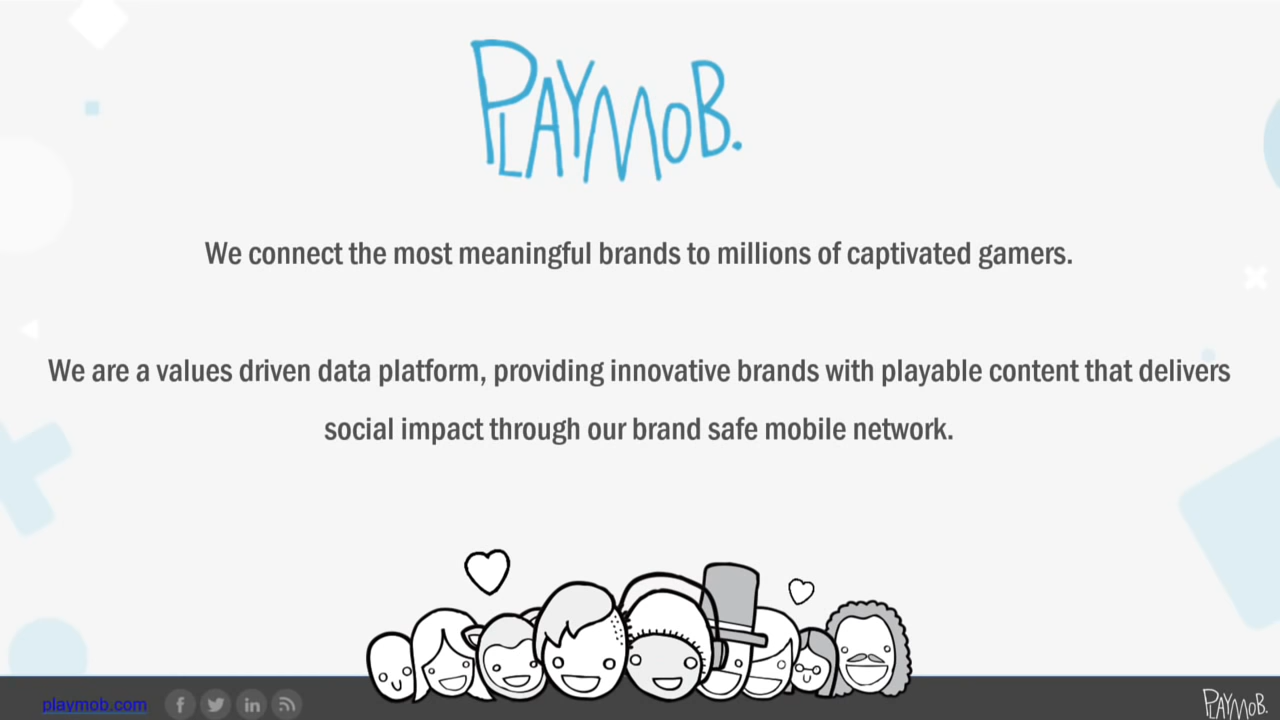 PLAYMOB.
We connect the most meaningful brands to millions of captivated gamers.
We are a values driven data platform, providing innovative brands with playable content that delivers
social impact through our brand safe mobile network.
playmob.com
PLAYMOB.